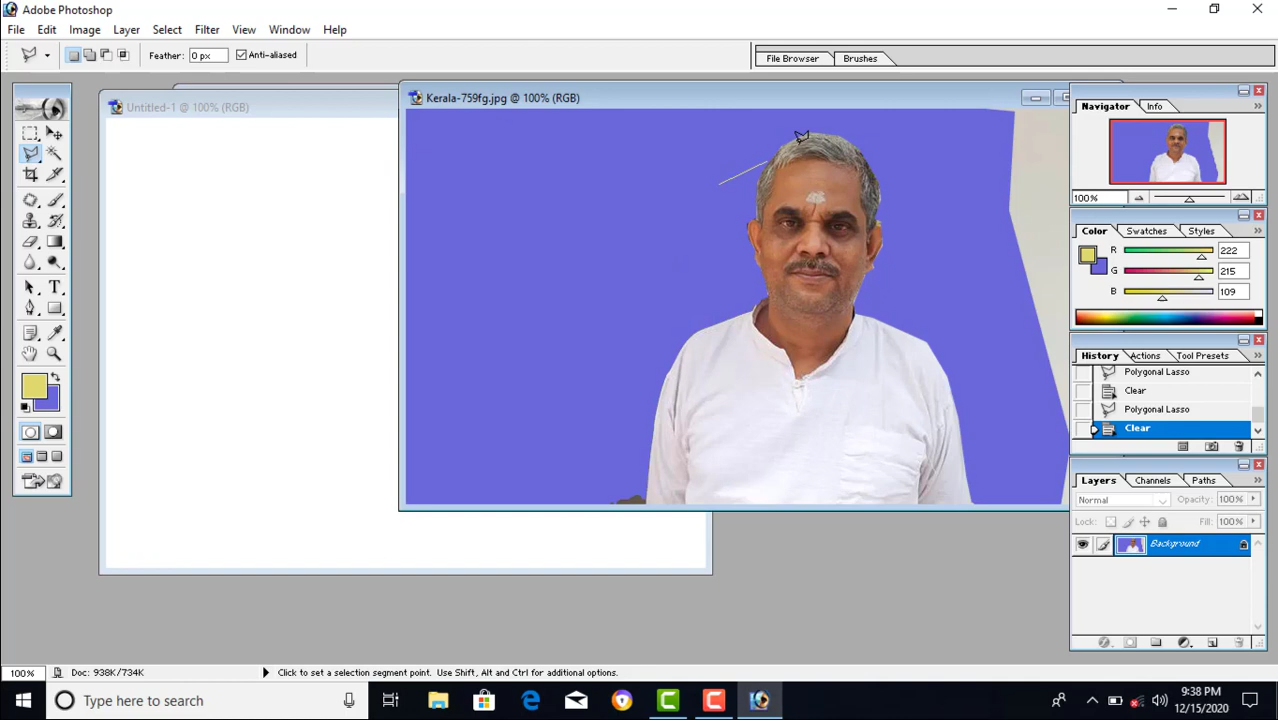 Adobe Photoshop
File Edit Image Layer Select Filter View Window Help
Feather: 0 px Anti-aliased
File Browser Brushes
Untitled-1 @ 100% (RGB)
Kerala-759fg.jpg @ 100% (RGB)
Navigator Info
100%
Color Swatches Styles
R 222
G 215
B 109
History Actions Tool Presets
Polygonal Lasso
Clear
Polygonal Lasso
Clear
Layers Channels Paths
Normal Opacity: 100%
Lock: Fill: 100%
Background
100% Doc: 938K/734K Click to set a selection segment point. Use Shift, Alt and Ctrl for additional options.
Type here to search
9:38 PM
12/15/2020